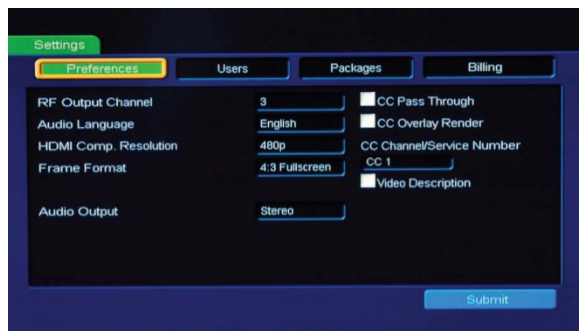 Settings
Preferences Users Packages Billing
RF Output Channel 3 CC Pass Through
Audio Language English CC Overlay Render
HDMI Comp. Resolution 480p CC Channel/Service Number
Frame Format 4:3 Fullscreen CC 1
Video Description
Audio Output Stereo
Submit